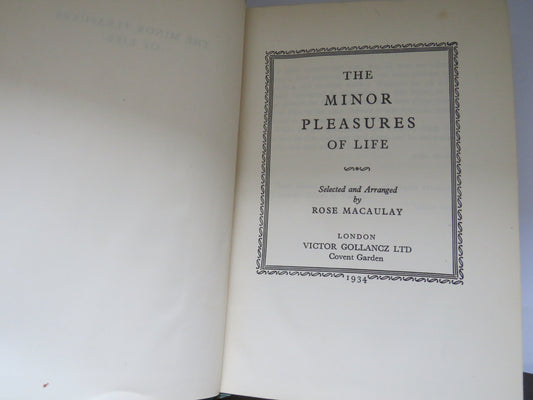 THE
MINOR
PLEASURES
OF LIFE
Selected and Arranged
by
ROSE MACAULAY
LONDON
VICTOR GOLLANCZ LTD
Covent Garden
1934